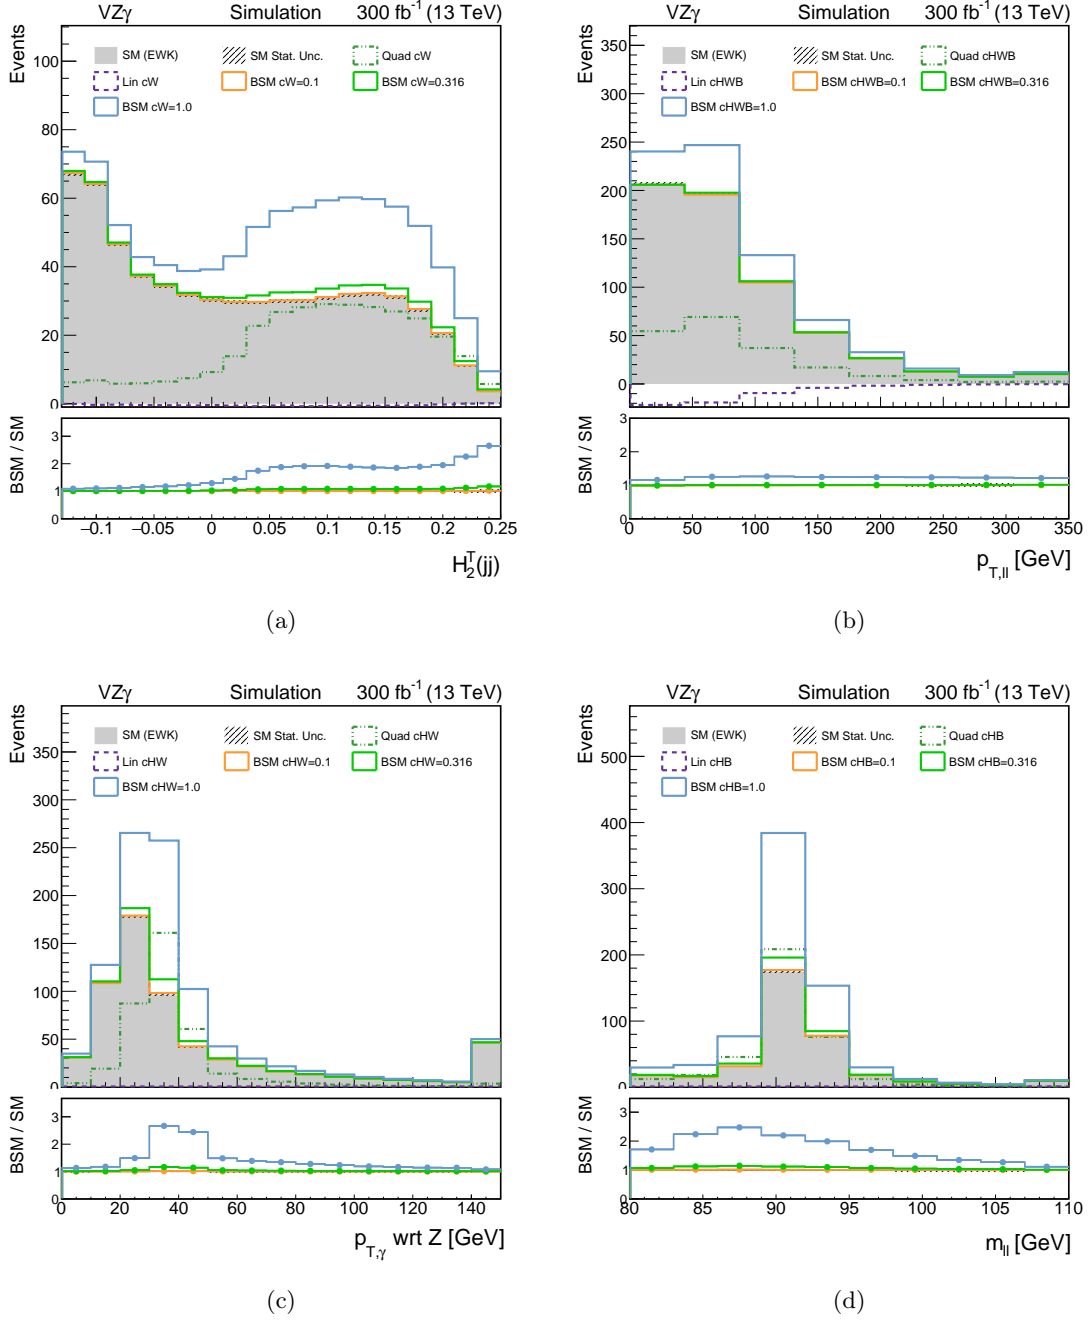 VZγ Simulation 300 fb-1 (13 TeV)
Events
100
80
60
40
20
0
SM (EWK) SM Stat. Unc. Quad cW
Lin cW BSM cW=0.1 BSM cW=0.316
BSM cW=1.0
BSM / SM
3
2
1
0
−0.1 −0.05 0 0.05 0.1 0.15 0.2 0.25
H2T(jj)
(a)
VZγ Simulation 300 fb-1 (13 TeV)
Events
350
300
250
200
150
100
50
0
SM (EWK) SM Stat. Unc. Quad cHWB
Lin cHWB BSM cHWB=0.1 BSM cHWB=0.316
BSM cHWB=1.0
BSM / SM
3
2
1
0
0 50 100 150 200 250 300 350
pT,ll [GeV]
(b)
VZγ Simulation 300 fb-1 (13 TeV)
Events
350
300
250
200
150
100
50
0
SM (EWK) SM Stat. Unc. Quad cHW
Lin cHW BSM cHW=0.1 BSM cHW=0.316
BSM cHW=1.0
BSM / SM
3
2
1
0
0 20 40 60 80 100 120 140
pT,γ wrt Z [GeV]
(c)
VZγ Simulation 300 fb-1 (13 TeV)
Events
500
400
300
200
100
0
SM (EWK) SM Stat. Unc. Quad cHB
Lin cHB BSM cHB=0.1 BSM cHB=0.316
BSM cHB=1.0
BSM / SM
3
2
1
0
80 85 90 95 100 105 110
mll [GeV]
(d)